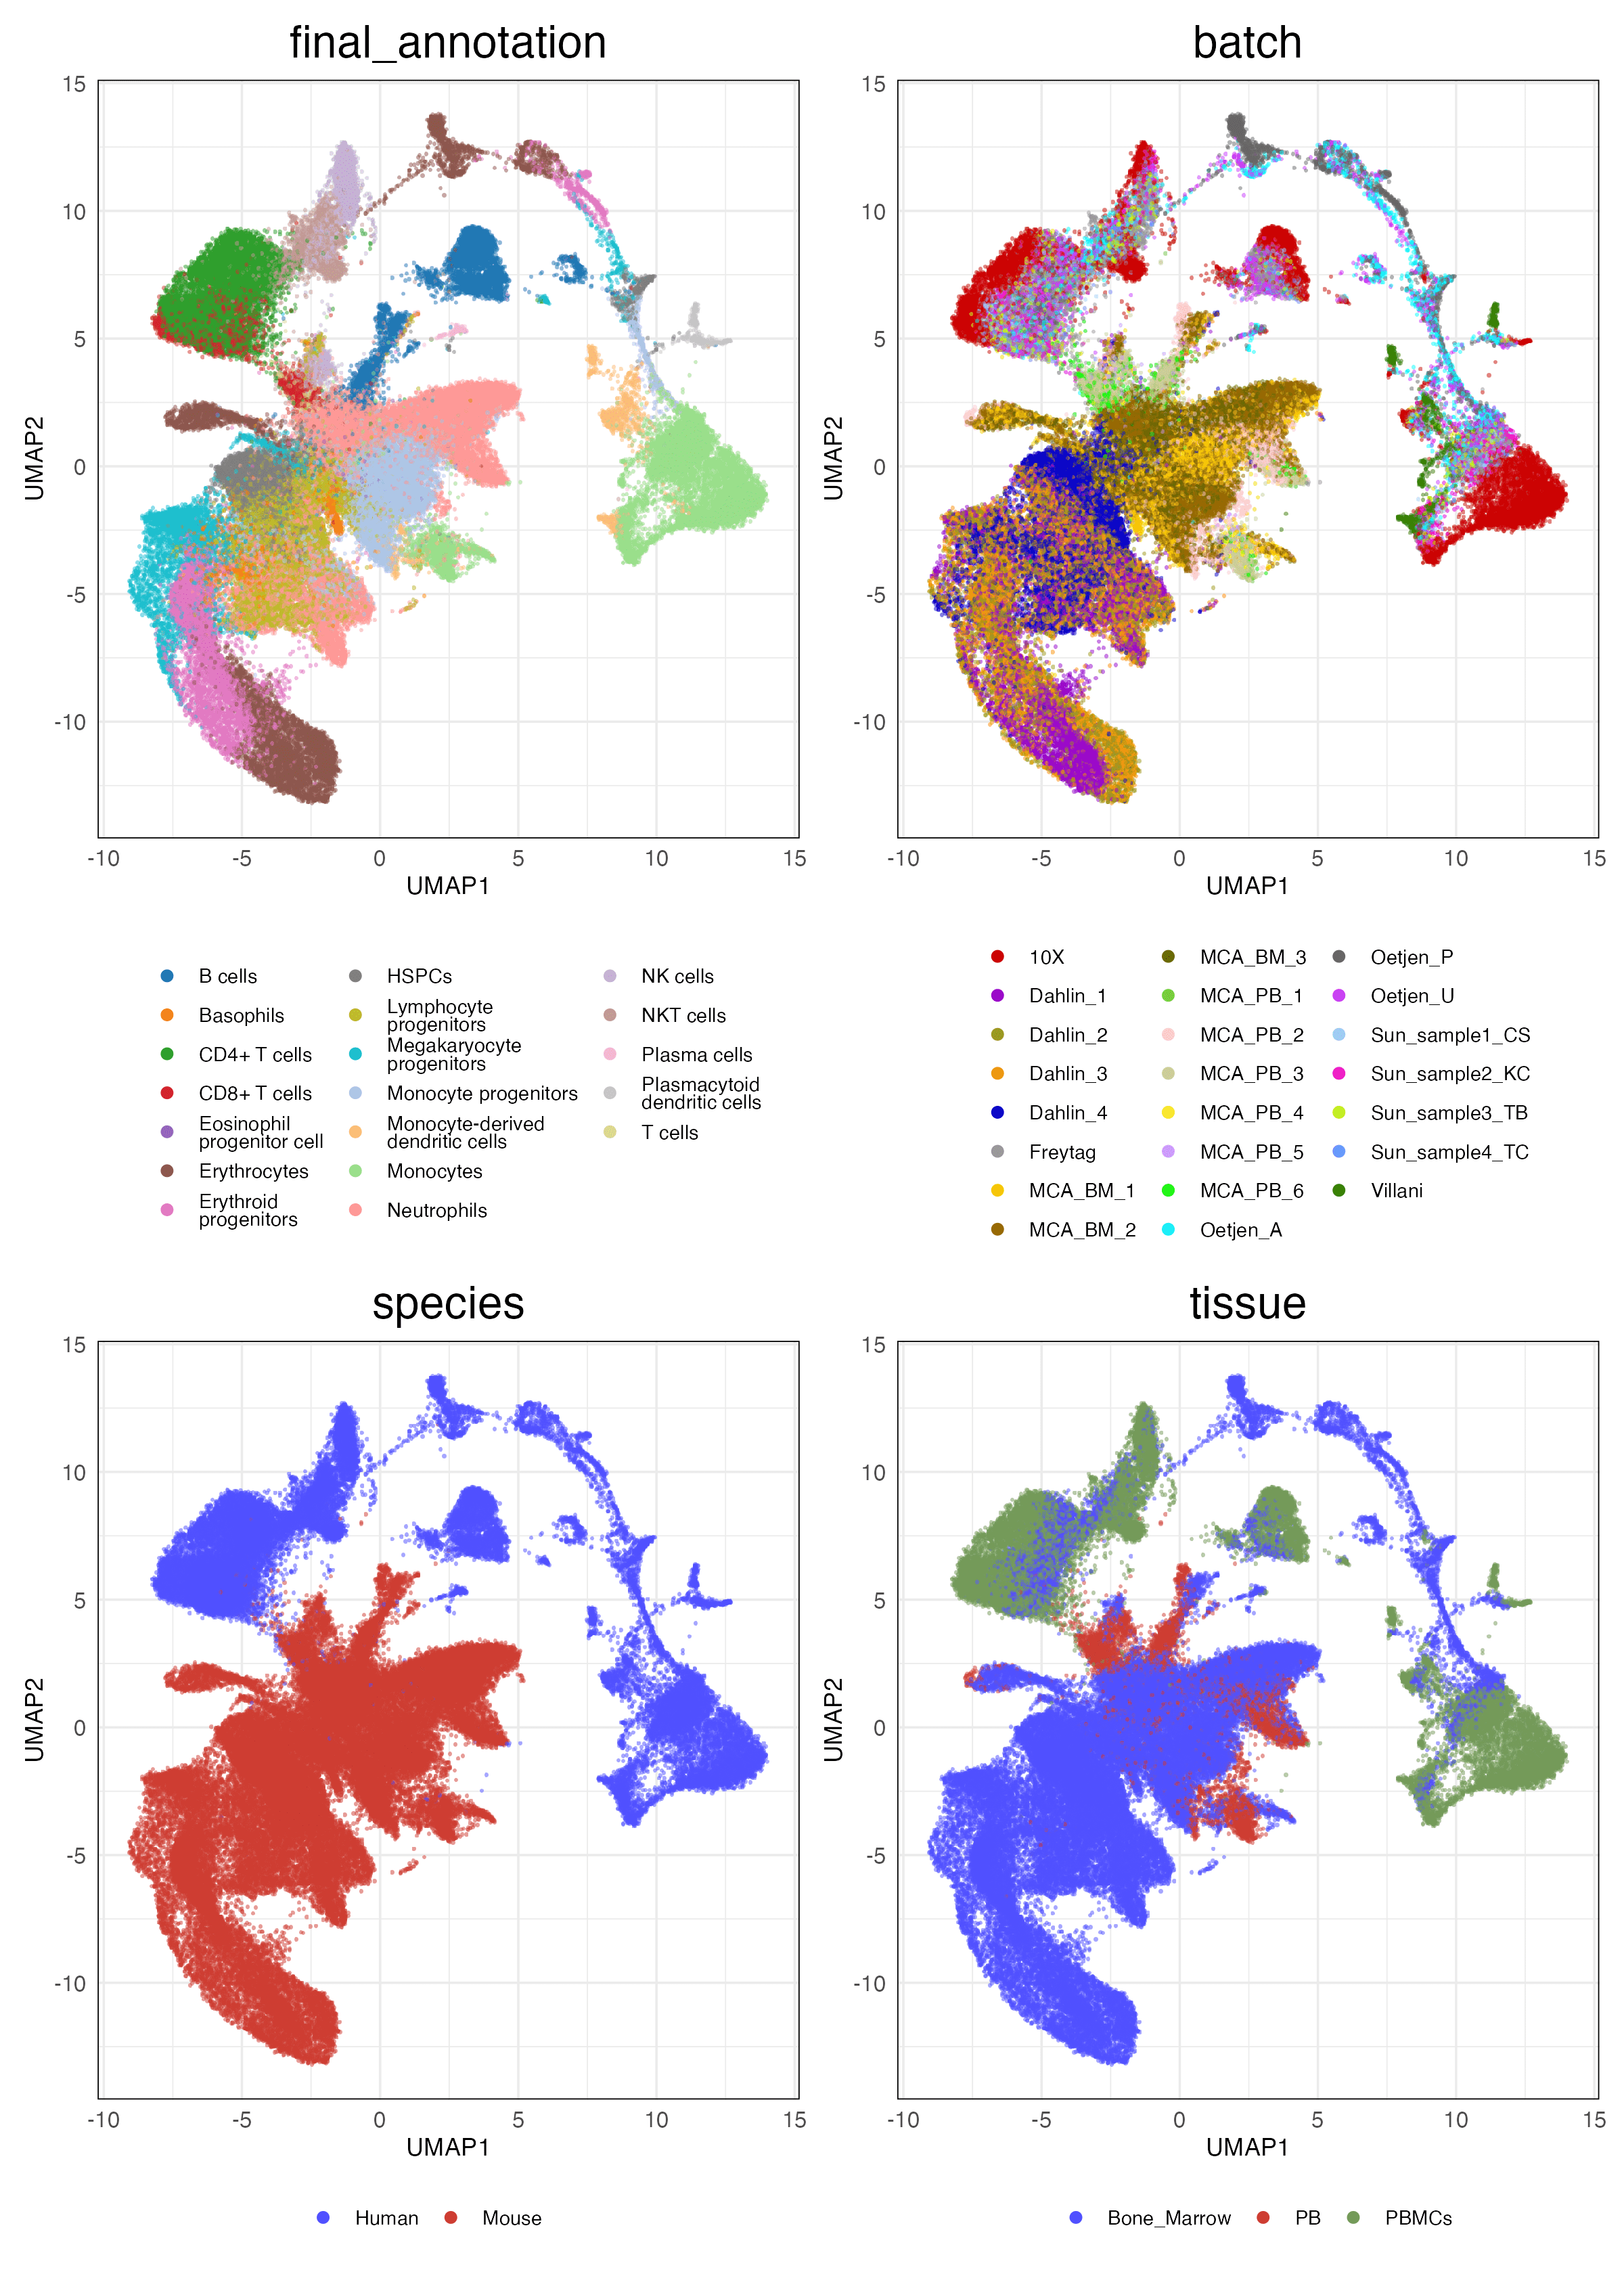 final_annotation
batch
15
10
5
0
-5
-10
UMAP2
-10 -5 0 5 10 15
UMAP1
15
10
5
0
-5
-10
UMAP2
-10 -5 0 5 10 15
UMAP1
B cells
Basophils
CD4+ T cells
CD8+ T cells
Eosinophil
progenitor cell
Erythrocytes
Erythroid
progenitors
HSPCs
Lymphocyte
progenitors
Megakaryocyte
progenitors
Monocyte progenitors
Monocyte-derived
dendritic cells
Monocytes
Neutrophils
NK cells
NKT cells
Plasma cells
Plasmacytoid
dendritic cells
T cells
10X
Dahlin_1
Dahlin_2
Dahlin_3
Dahlin_4
Freytag
MCA_BM_1
MCA_BM_2
MCA_BM_3
MCA_PB_1
MCA_PB_2
MCA_PB_3
MCA_PB_4
MCA_PB_5
MCA_PB_6
Oetjen_A
Oetjen_P
Oetjen_U
Sun_sample1_CS
Sun_sample2_KC
Sun_sample3_TB
Sun_sample4_TC
Villani
species
tissue
15
10
5
0
-5
-10
UMAP2
-10 -5 0 5 10 15
UMAP1
15
10
5
0
-5
-10
UMAP2
-10 -5 0 5 10 15
UMAP1
Human Mouse
Bone_Marrow PB PBMCs